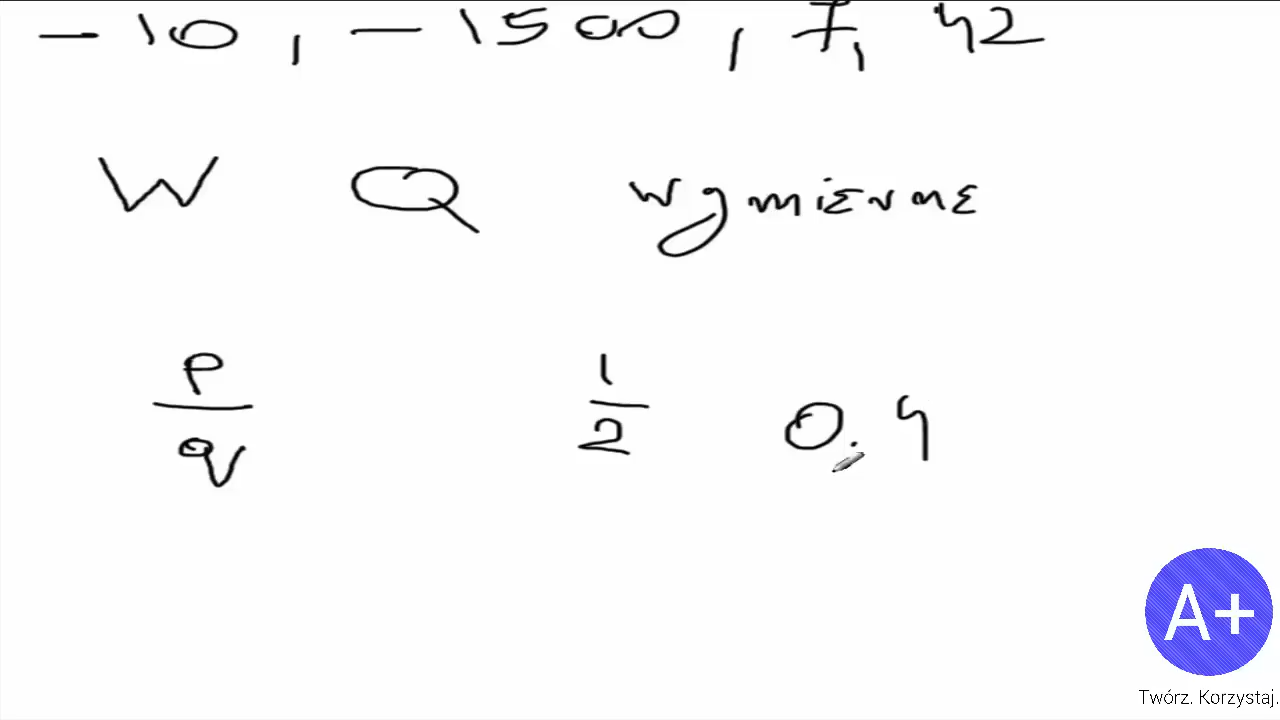 -10, -1500, 7, 42
W Q wymierne
p/q 1/2 0.4
A+
Twórz. Korzystaj.